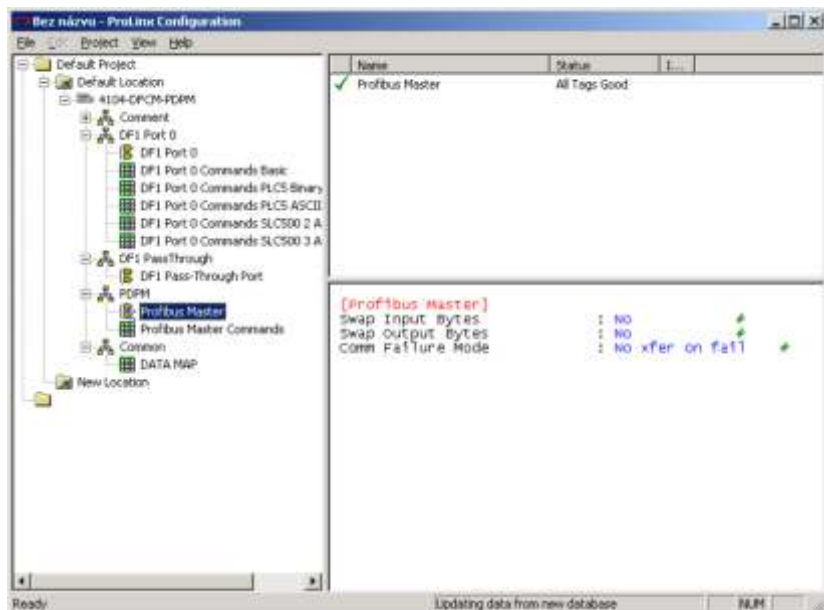 Bez názvu - ProLinx Configuration
File Edit Project View Help
Default Project
Default Location
4104-DFCM-PDPM
Comment
DF1 Port 0
DF1 Port 0
DF1 Port 0 Commands Basic
DF1 Port 0 Commands PLC5 Binary
DF1 Port 0 Commands PLC5 ASCII
DF1 Port 0 Commands SLC500 2 A
DF1 Port 0 Commands SLC500 3 A
DF1 PassThrough
DF1 Pass-Through Port
PDPM
Profibus Master
Profibus Master Commands
Common
DATA MAP
New Location
Name Status I...
Profibus Master All Tags Good
[Profibus Master]
Swap Input Bytes : No #
Swap Output Bytes : No #
Comm Failure Mode : No xfer on fail #
Ready Updating data from new database NUM